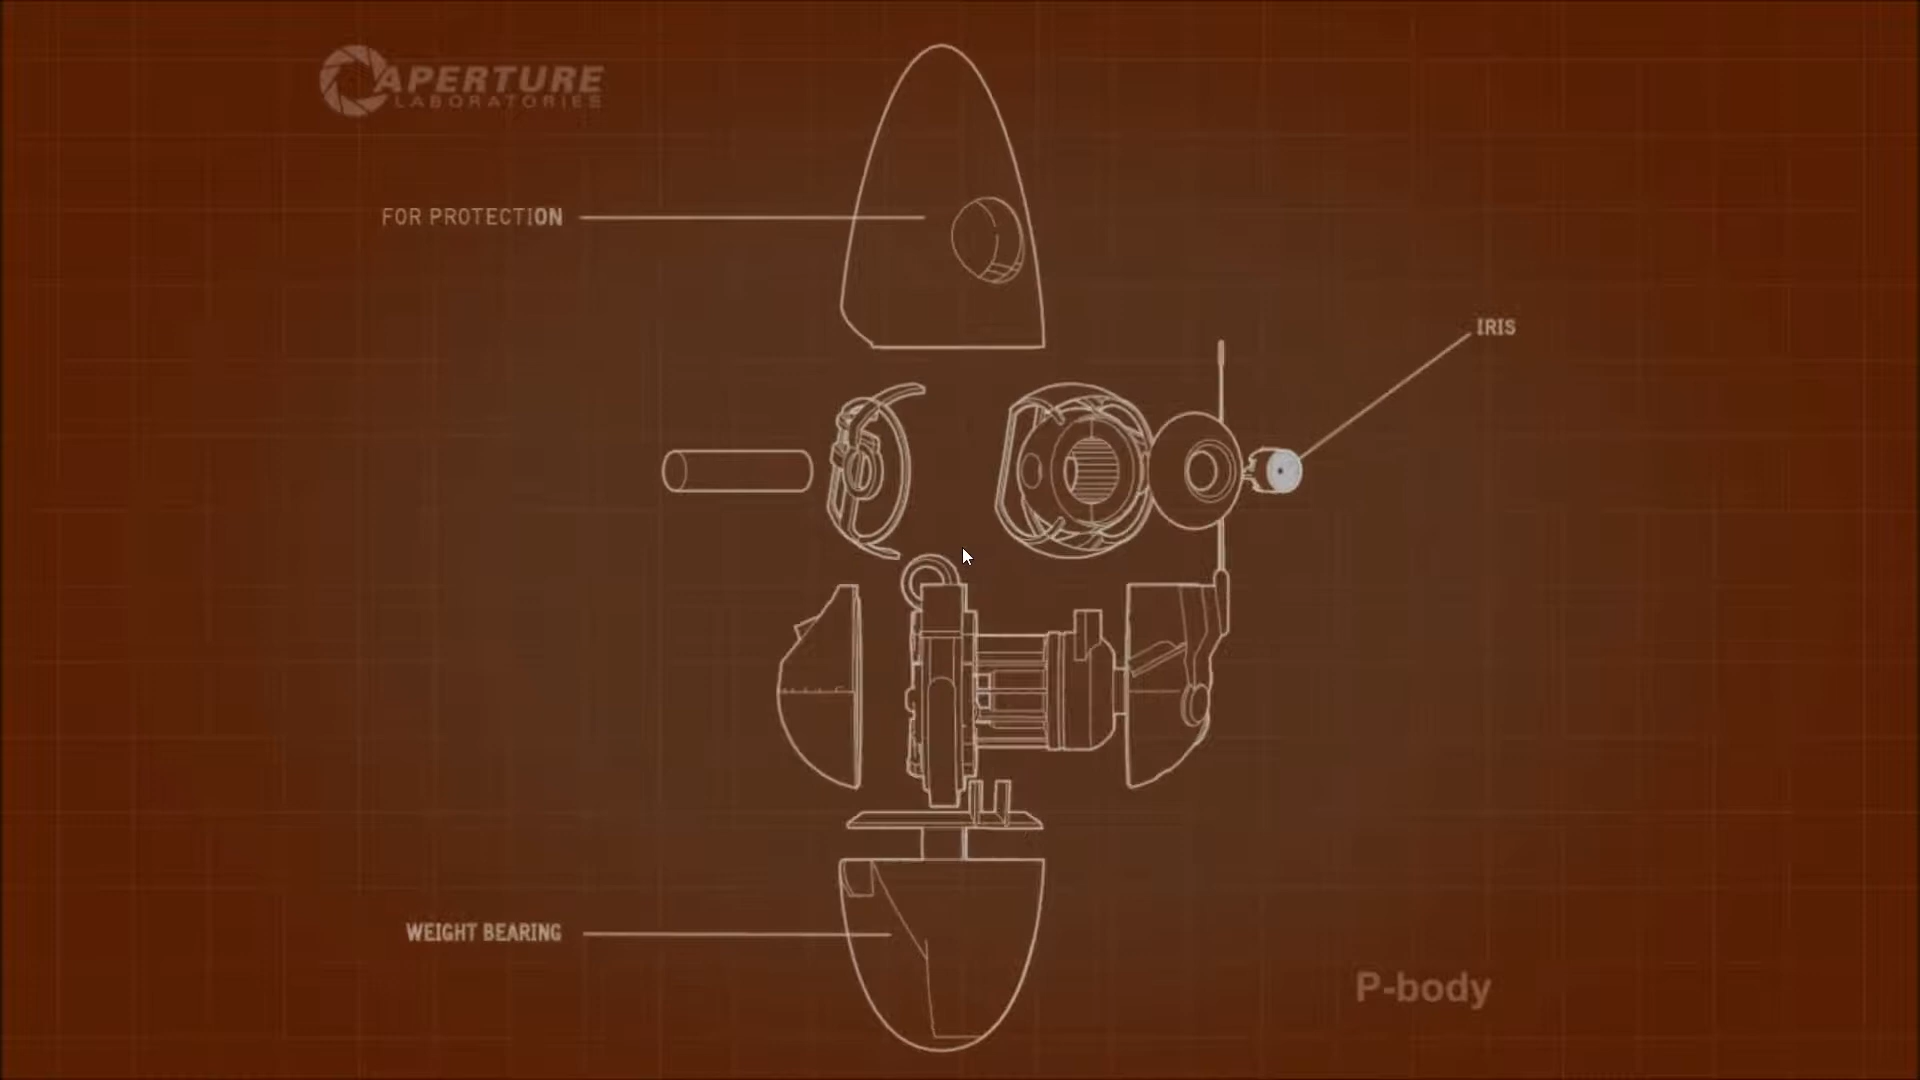 APERTURE
LABORATORIES
FOR PROTECTION
IRIS
WEIGHT BEARING
P-body